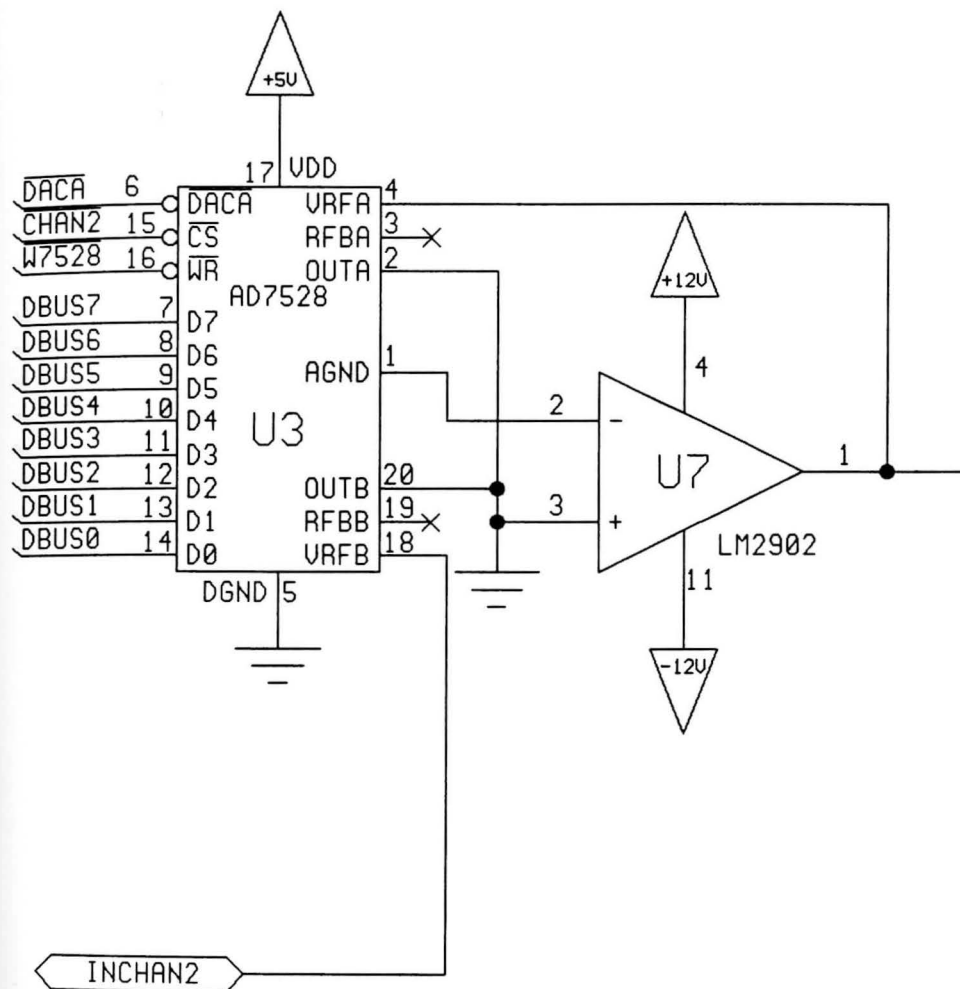 +5V
17 VDD
DACA 6 DACA VRFA 4
CHAN2 15 CS RFBA 3
W7528 16 WR OUTA 2
AD7528
+12V
DBUS7 7 D7
DBUS6 8 D6
DBUS5 9 D5 AGND 1
DBUS4 10 D4
DBUS3 11 D3
DBUS2 12 D2 OUTB 20
DBUS1 13 D1 RFBB 19
DBUS0 14 D0 VRFB 18
U3
4
2 -
3 +
U7
1
LM2902
11
-12V
DGND 5
INCHAN2